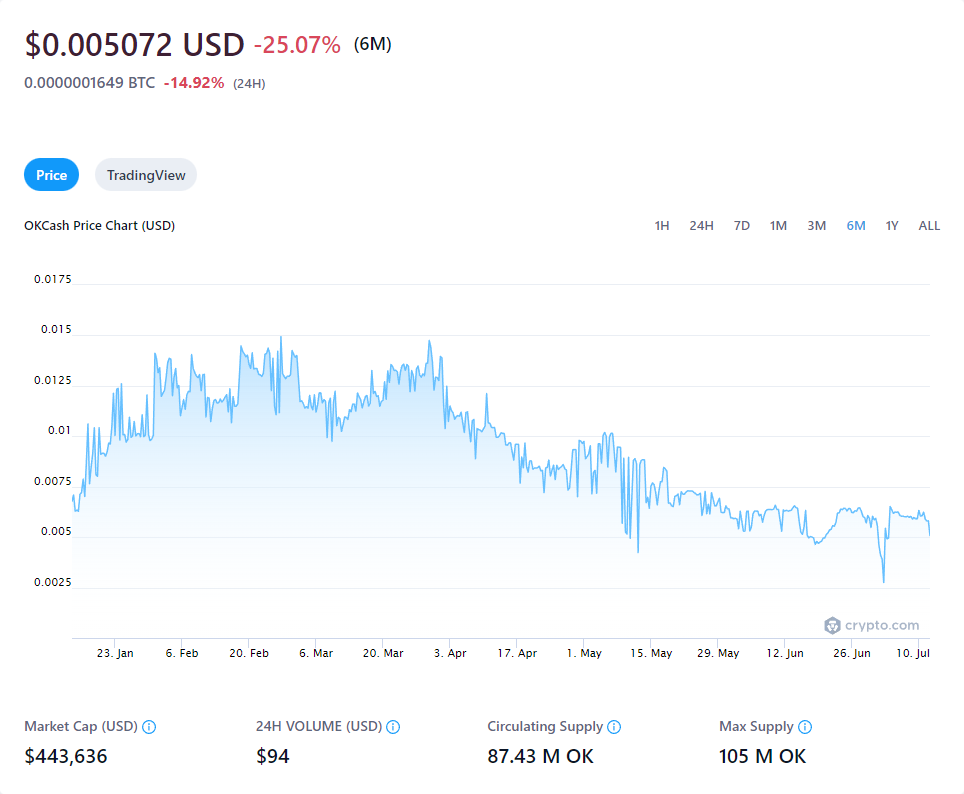 $0.005072 USD -25.07% (6M)
0.0000001649 BTC -14.92% (24H)
Price TradingView
OKCash Price Chart (USD) 1H 24H 7D 1M 3M 6M 1Y ALL
0.0175
0.015
0.0125
0.01
0.0075
0.005
0.0025
crypto.com
23. Jan 6. Feb 20. Feb 6. Mar 20. Mar 3. Apr 17. Apr 1. May 15. May 29. May 12. Jun 26. Jun 10. Jul
Market Cap (USD) 24H VOLUME (USD) Circulating Supply Max Supply
$443,636 $94 87.43 M OK 105 M OK